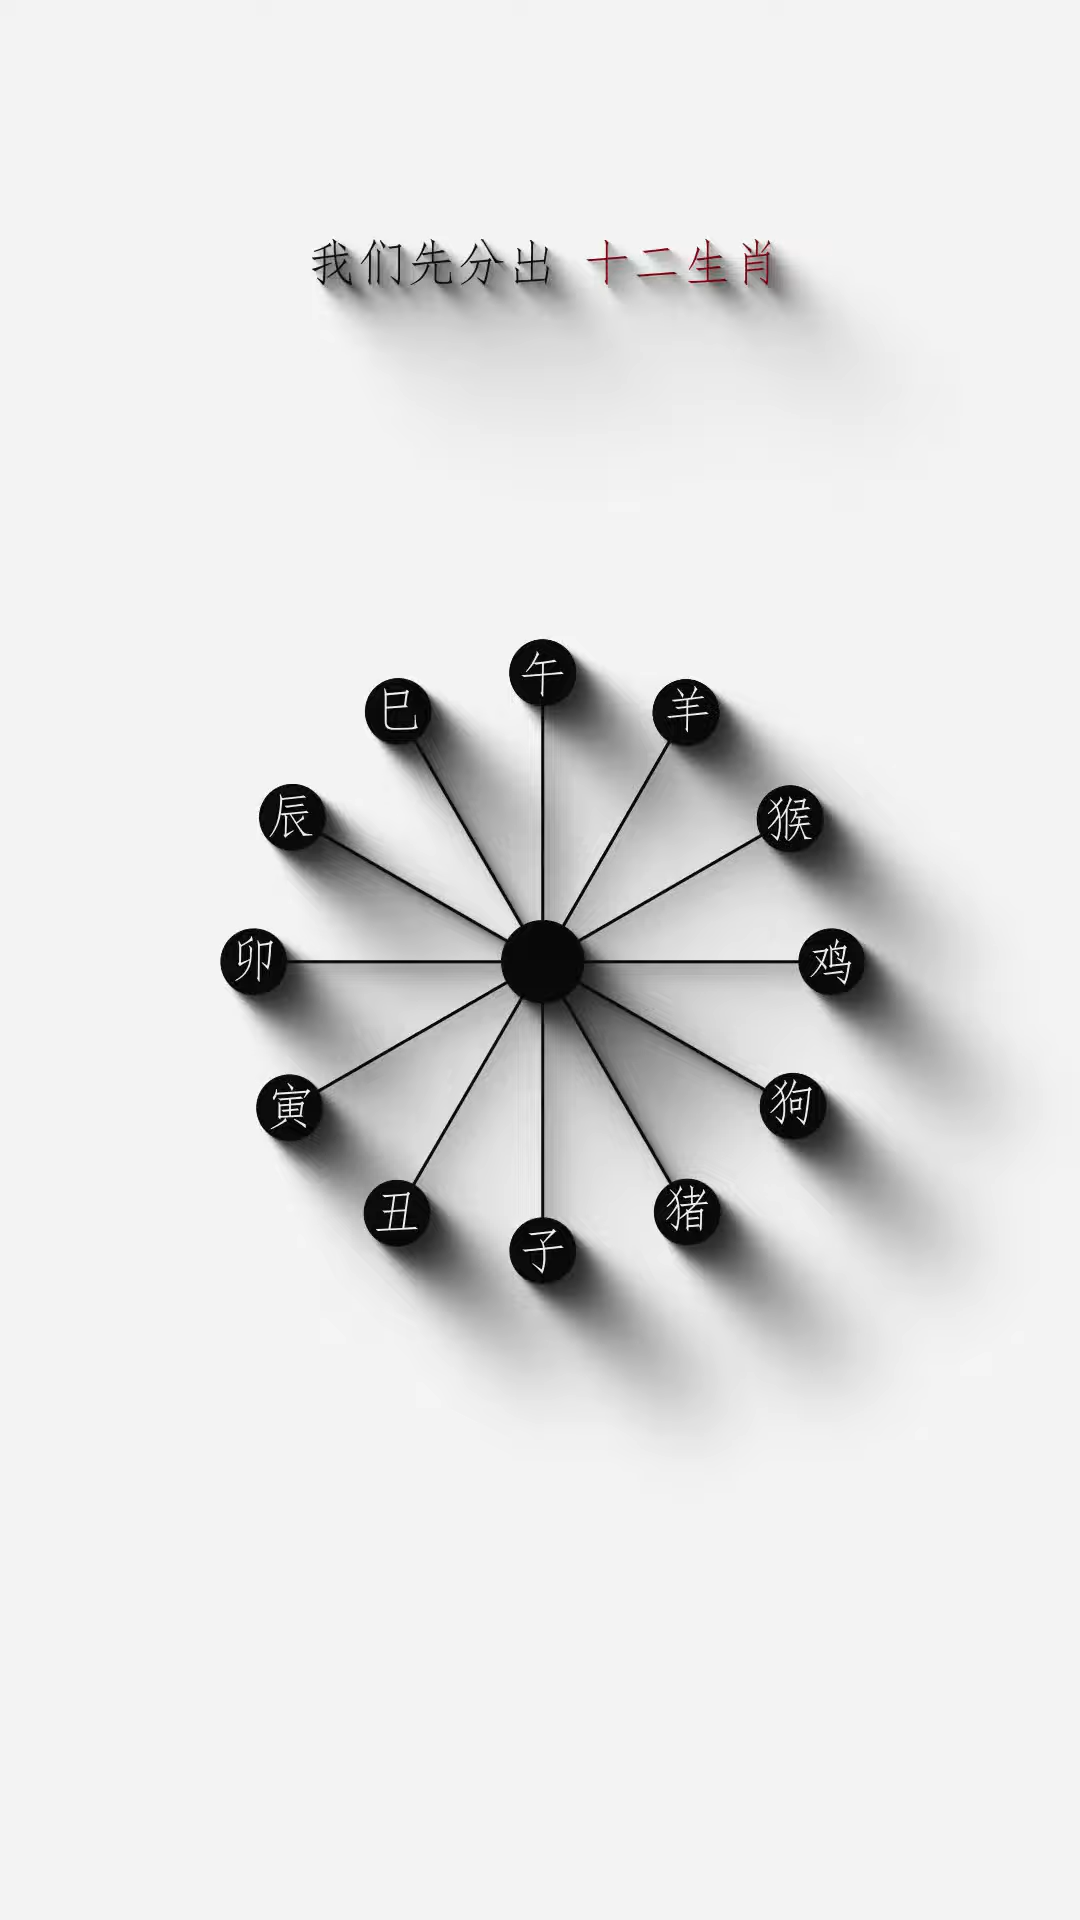 我们先分出 十二生肖
午
巳
羊
辰
猴
卯
鸡
寅
狗
丑
猪
子